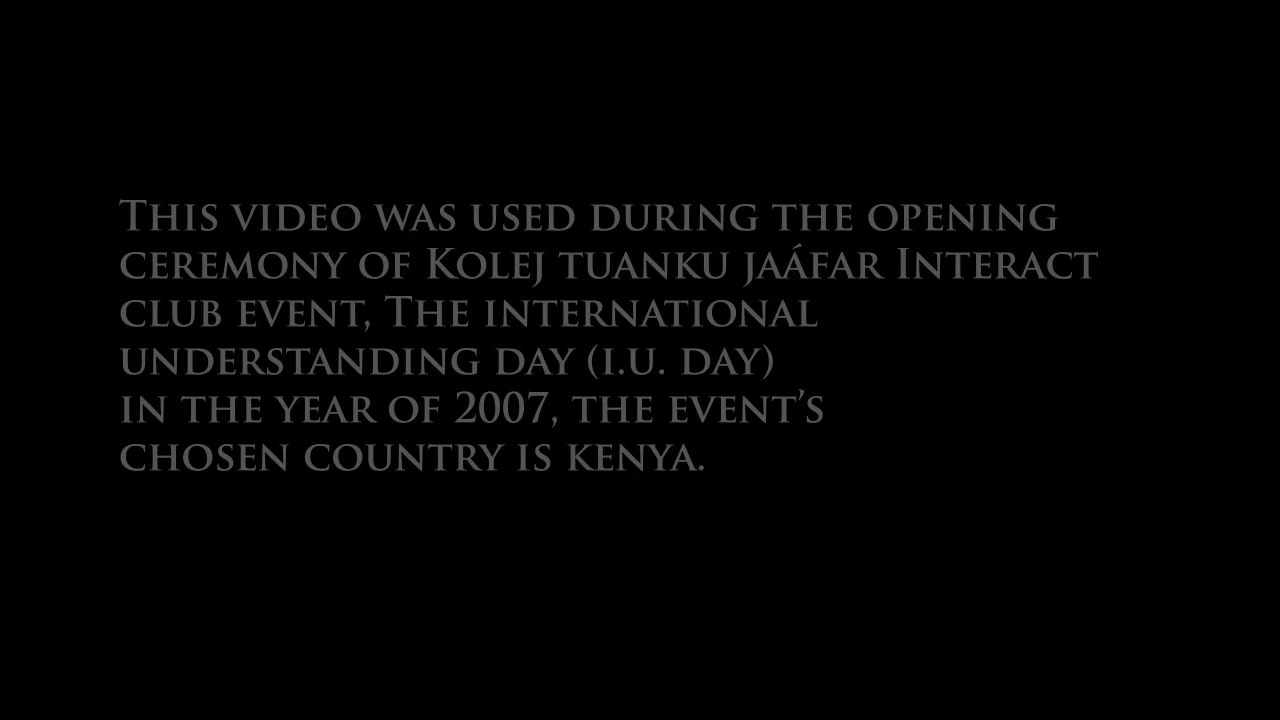 This video was used during the opening
ceremony of Kolej tuanku jaáfar Interact
club event, The international
understanding day (i.u. day)
in the year of 2007, the event’s
chosen country is kenya.